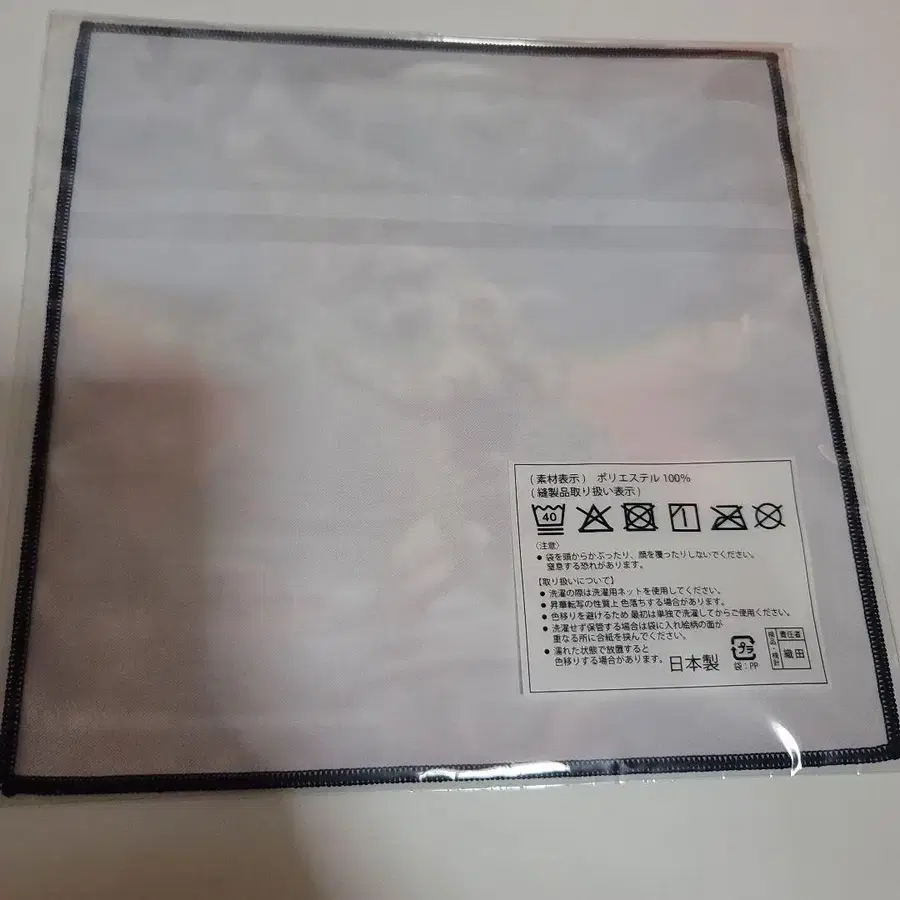 (素材表示) ポリエステル 100%
(縫製品取り扱い表示)
40
〈注意〉
● 袋を頭からかぶったり、顔を覆ったりしないでください。
窒息する恐れがあります。
【取り扱いについて】
● 洗濯の際は洗濯用ネットを使用してください。
● 昇華転写の性質上 色落ちする場合があります。
● 色移りを避けるため 最初は単独で洗濯してからご使用ください。
● 洗濯せず保管する場合は袋に入れ絵柄の面が
重なる所に合紙を挟んでください。
● 濡れた状態で放置すると
色移りする場合があります。
日本製
プラ
袋:PP
検品・検針
責任者
織田